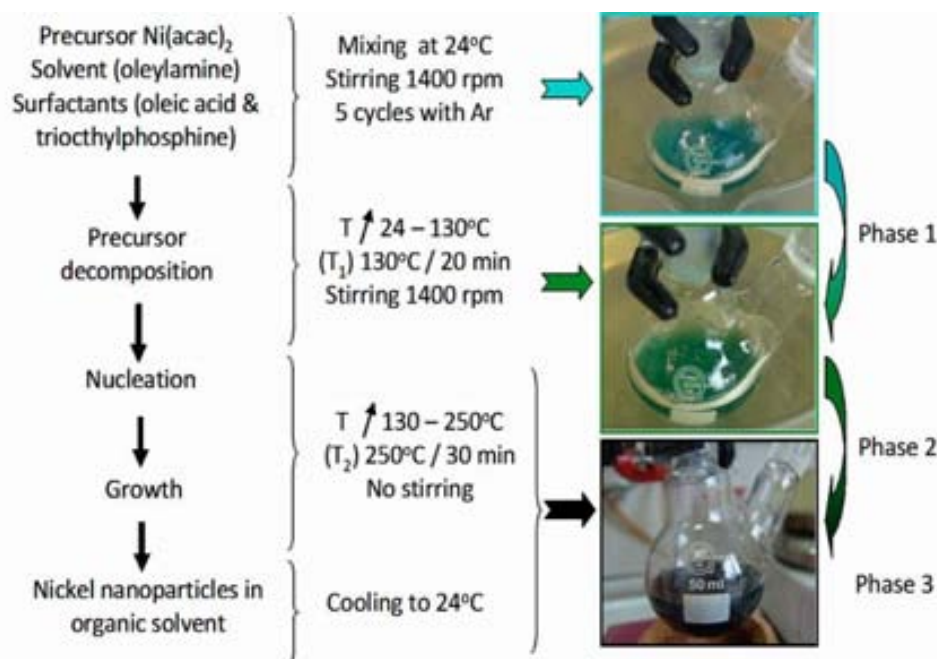 Precursor Ni(acac)2
Solvent (oleylamine)
Surfactants (oleic acid &
triocthylphosphine)
Mixing at 24°C
Stirring 1400 rpm
5 cycles with Ar
Precursor
decomposition
T 24 – 130°C
(T1) 130°C / 20 min
Stirring 1400 rpm
Phase 1
Nucleation
Growth
T 130 – 250°C
(T2) 250°C / 30 min
No stirring
Phase 2
50 ml
Nickel nanoparticles in
organic solvent
Cooling to 24°C
Phase 3